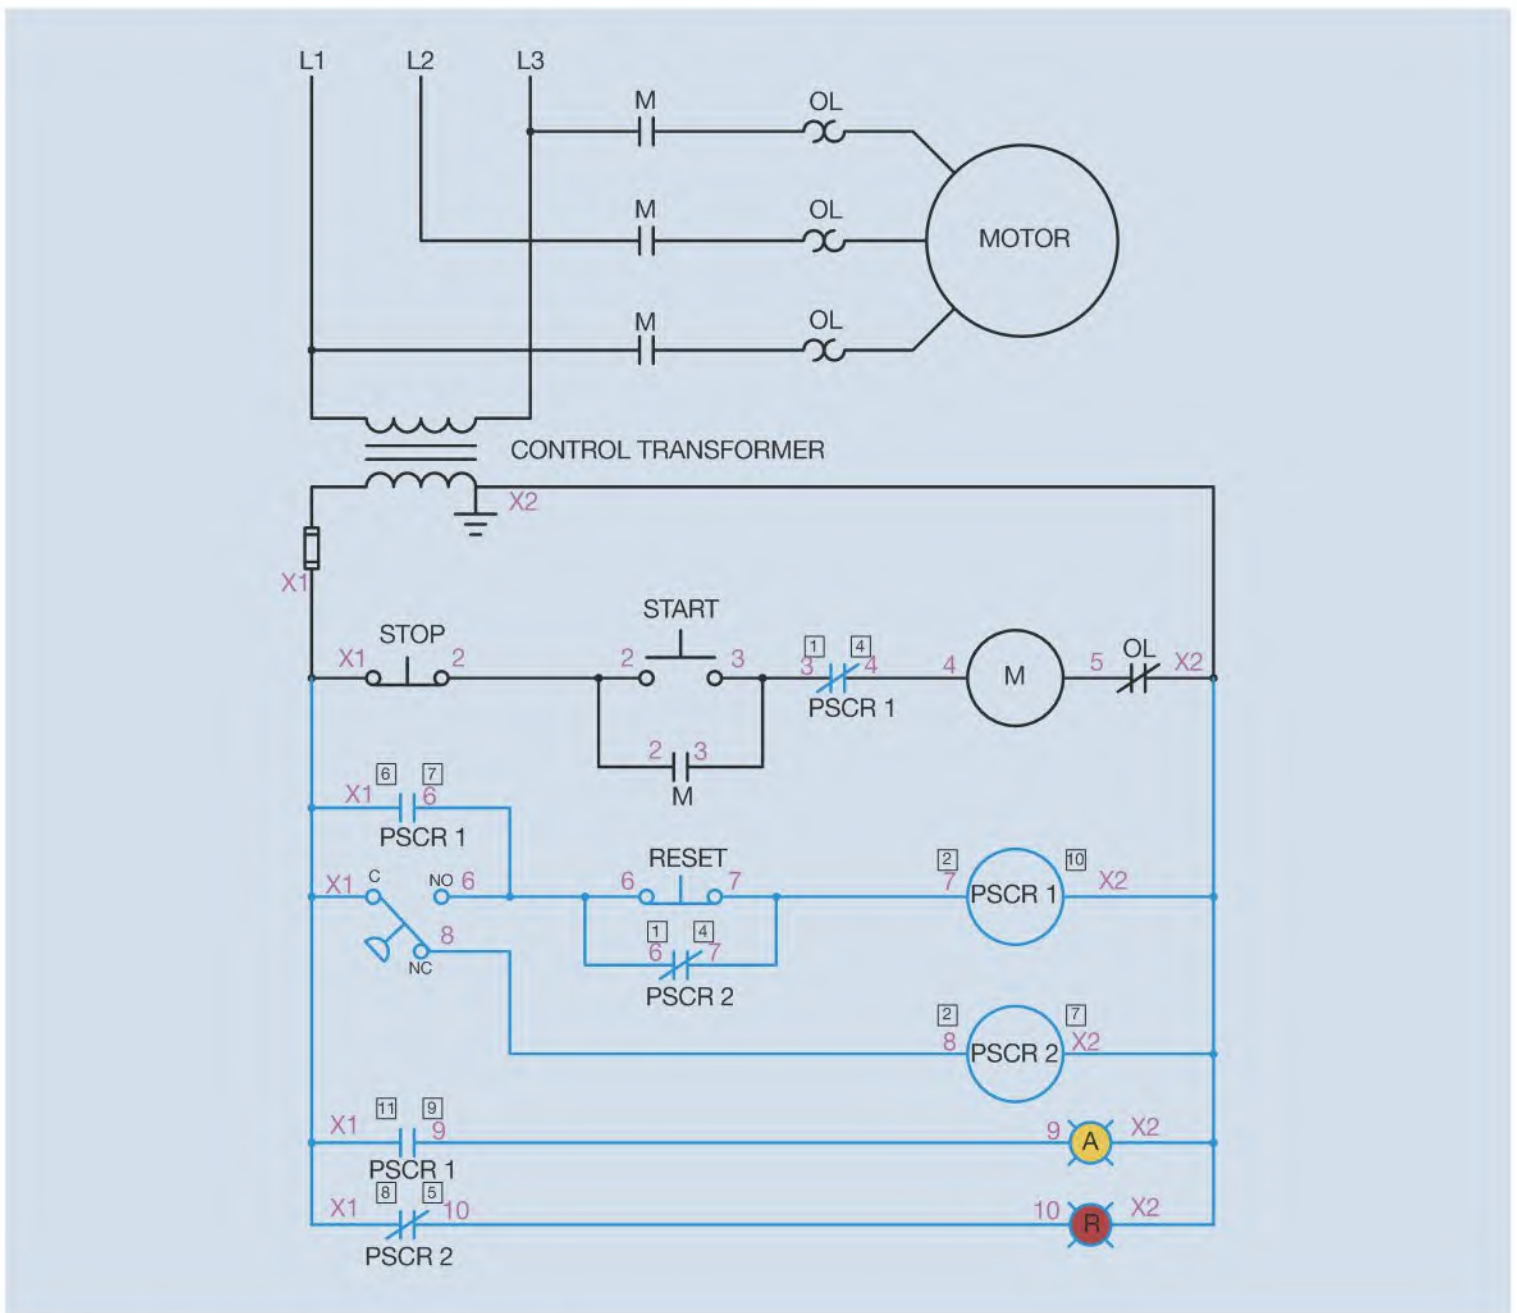 L1 L2 L3
M OL
M OL
MOTOR
M OL
CONTROL TRANSFORMER
X2
X1
START
STOP
X1 2 2 3 1 3 4 4 4 M 5 OL X2
PSCR 1
2 3
M
6 7
X1 6
PSCR 1
RESET
X1 C NO 6 6 7 2 7 PSCR 1 10 X2
8
NC
1 4
6 7
PSCR 2
2 7
8 PSCR 2 X2
11 9
X1 9 9 A X2
PSCR 1
8 5
X1 10 10 R X2
PSCR 2